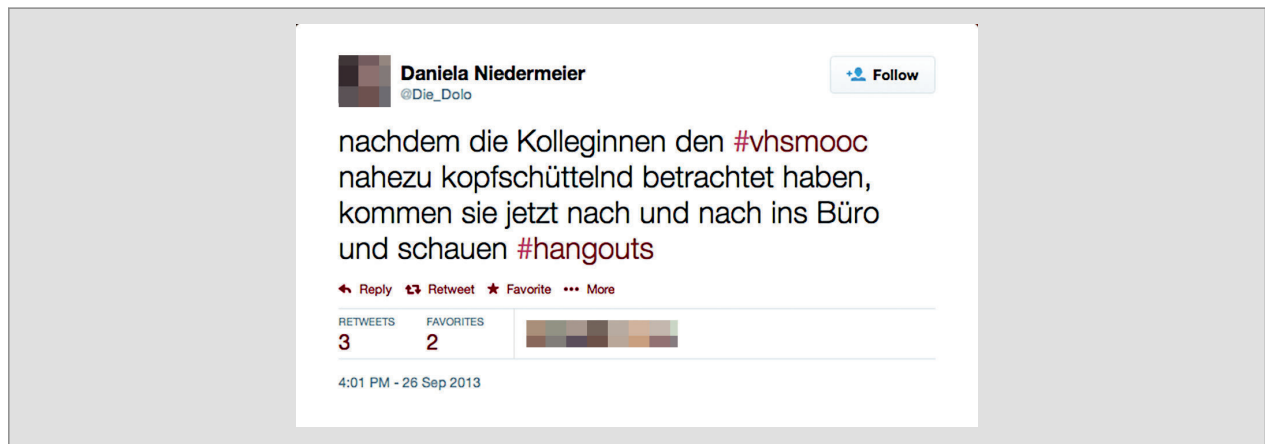 Daniela Niedermeier
@Die_Dolo
Follow
nachdem die Kolleginnen den #vhsmooc
nahezu kopfschüttelnd betrachtet haben,
kommen sie jetzt nach und nach ins Büro
und schauen #hangouts
Reply Retweet Favorite More
RETWEETS FAVORITES
3 2
4:01 PM - 26 Sep 2013